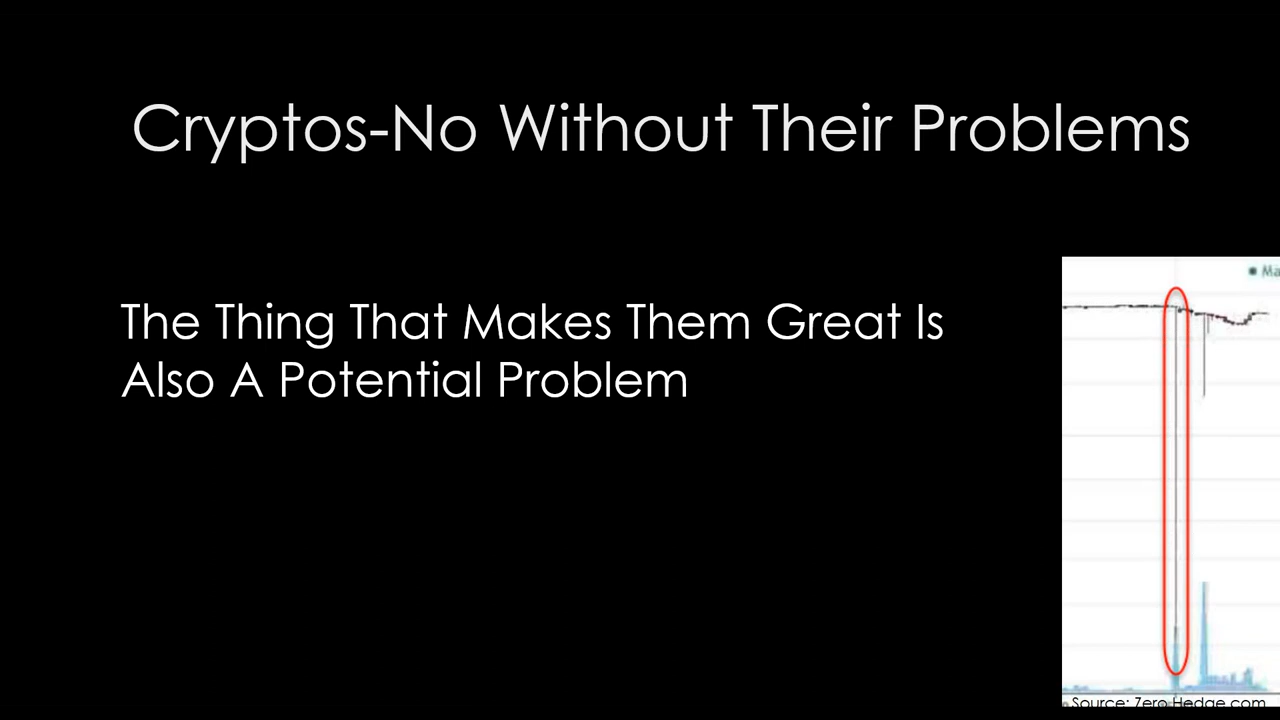 Cryptos-No Without Their Problems
The Thing That Makes Them Great Is
Also A Potential Problem
Ma
Source: Zero Hedge.com